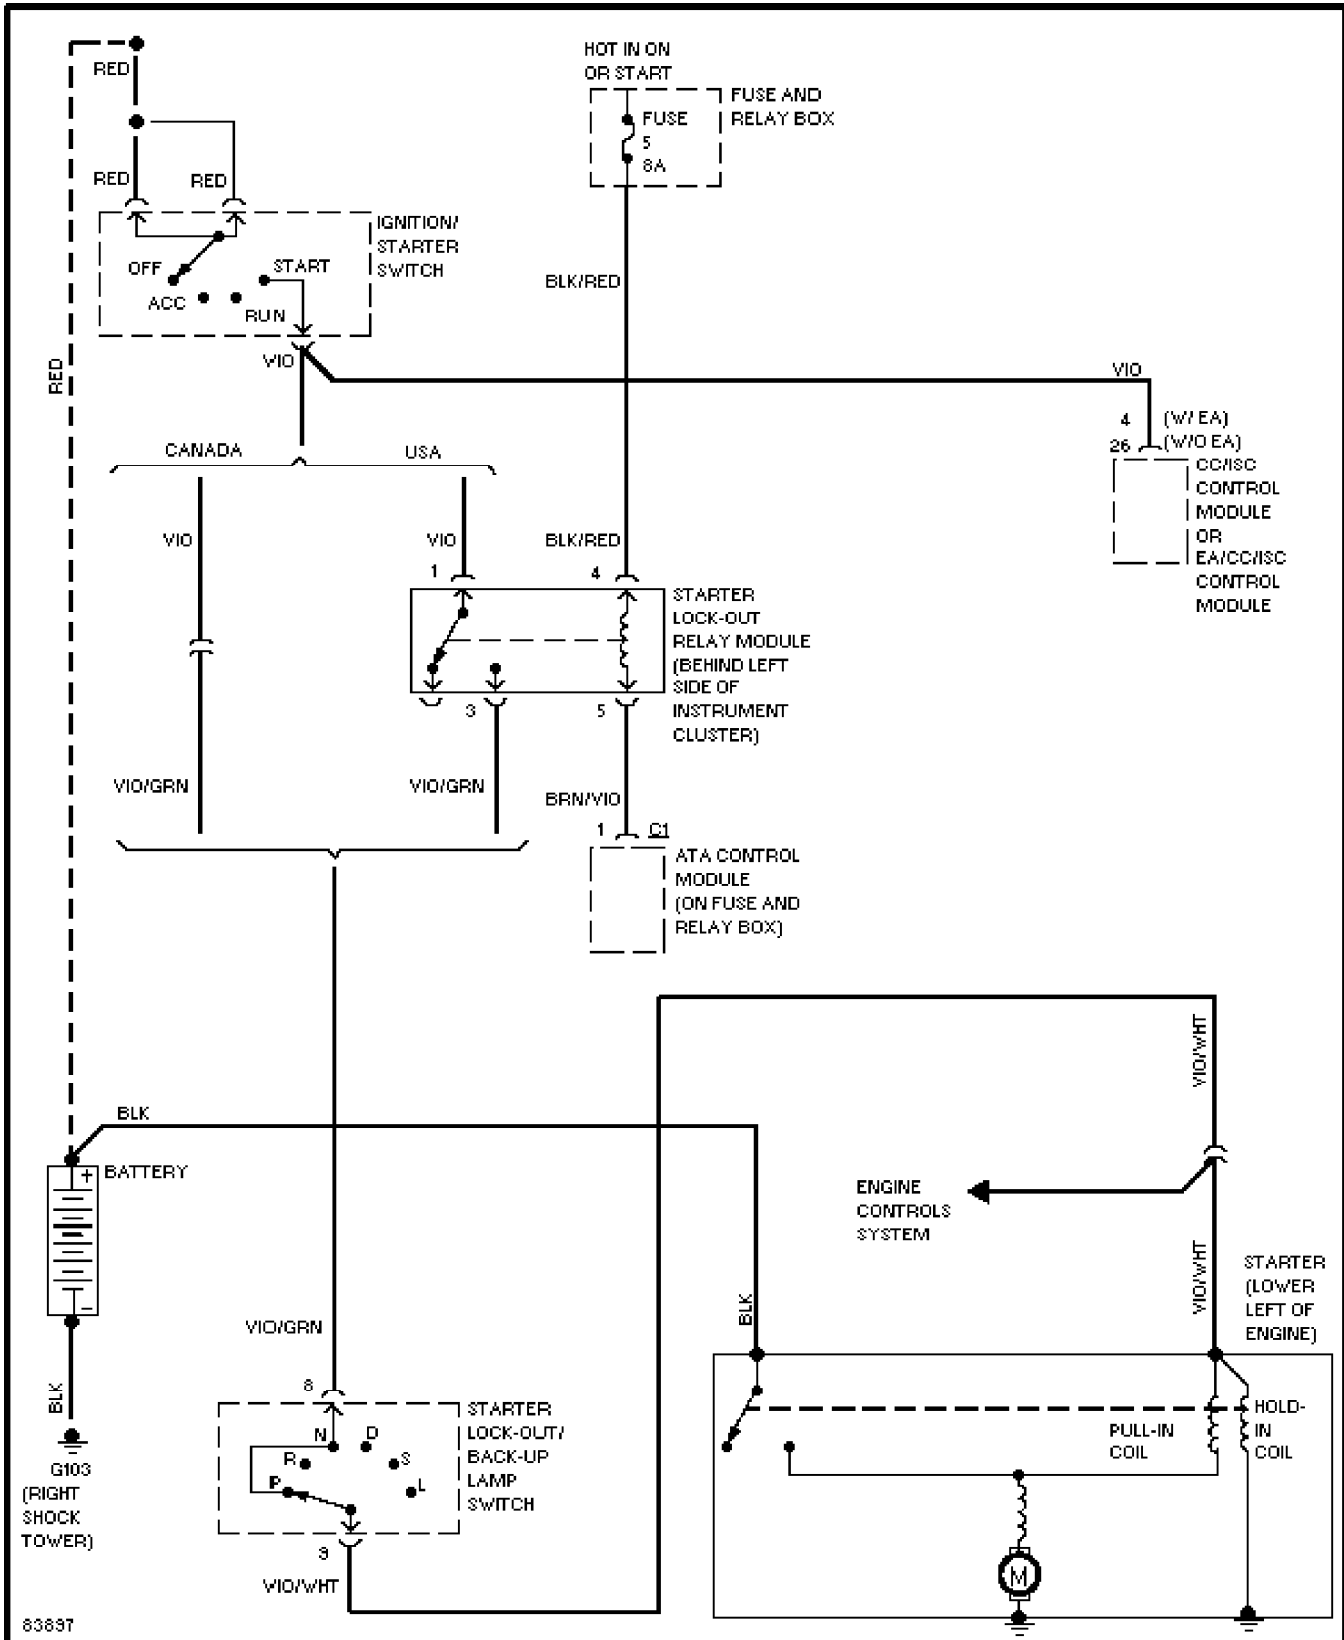 RED
RED
RED
IGNITION/
STARTER
SWITCH
OFF
START
ACC
RUN
VIO
RED
HOT IN ON
OR START
FUSE AND
RELAY BOX
FUSE
5
8A
BLK/RED
VIO
4 (W/ EA)
26 (W/O EA)
CC/ISC
CONTROL
MODULE
OR
EA/CC/ISC
CONTROL
MODULE
CANADA
USA
VIO
VIO
BLK/RED
1
4
STARTER
LOCK-OUT
RELAY MODULE
(BEHIND LEFT
SIDE OF
INSTRUMENT
CLUSTER)
3
5
VIO/GRN
VIO/GRN
BRN/VIO
1
C1
ATA CONTROL
MODULE
(ON FUSE AND
RELAY BOX)
VIO/WHT
BLK
+
BATTERY
-
ENGINE
CONTROLS
SYSTEM
VIO/WHT
STARTER
(LOWER
LEFT OF
ENGINE)
BLK
VIO/GRN
BLK
8
G103
(RIGHT
SHOCK
TOWER)
STARTER
LOCK-OUT/
BACK-UP
LAMP
SWITCH
N
D
R
S
P
L
9
VIO/WHT
PULL-IN
COIL
HOLD-
IN
COIL
M
83897